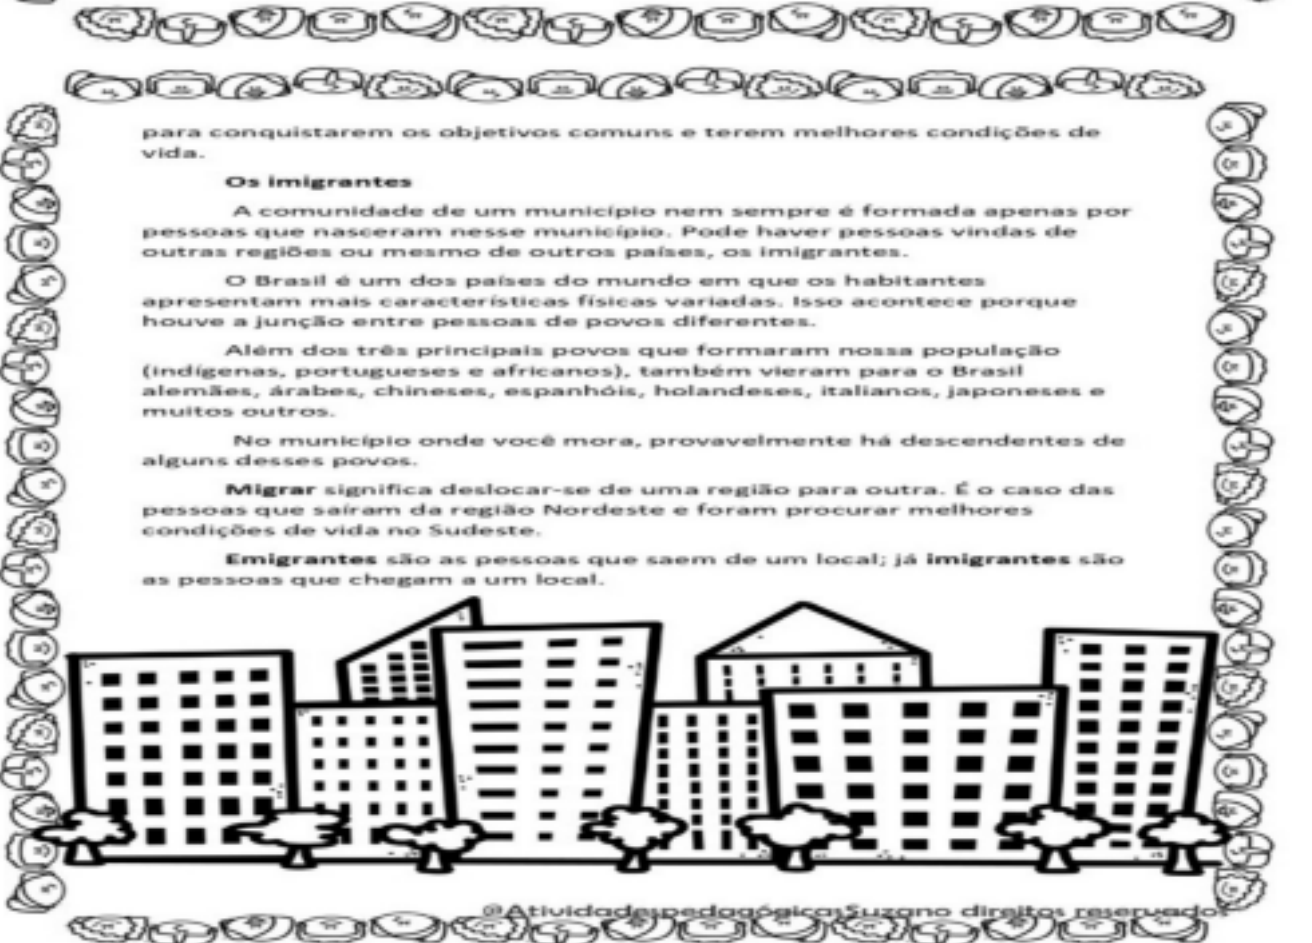 para conquistarem os objetivos comuns e terem melhores condições de
vida.
Os imigrantes
A comunidade de um município nem sempre é formada apenas por
pessoas que nasceram nesse município. Pode haver pessoas vindas de
outras regiões ou mesmo de outros países, os imigrantes.
O Brasil é um dos países do mundo em que os habitantes
apresentam mais características físicas variadas. Isso acontece porque
houve a junção entre pessoas de povos diferentes.
Além dos três principais povos que formaram nossa população
(indígenas, portugueses e africanos), também vieram para o Brasil
alemães, árabes, chineses, espanhóis, holandeses, italianos, japoneses e
muitos outros.
No município onde você mora, provavelmente há descendentes de
alguns desses povos.
Migrar significa deslocar-se de uma região para outra. É o caso das
pessoas que saíram da região Nordeste e foram procurar melhores
condições de vida no Sudeste.
Emigrantes são as pessoas que saem de um local; já imigrantes são
as pessoas que chegam a um local.
@AtividadespedagógicasSuzano direitos reservados